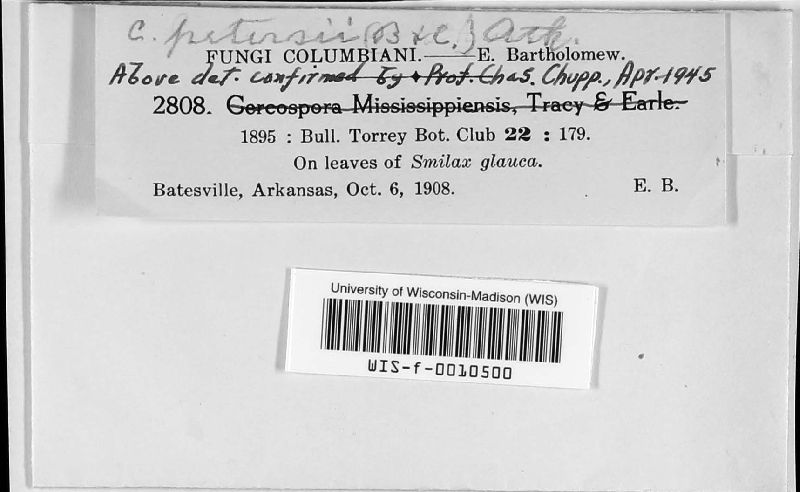 C. petersii (B & C.) Atk.
FUNGI COLUMBIANI.——E. Bartholomew.
Above det. confirmed by Prof. Chas. Chupp., Apr. 1945
2808. Cercospora Mississippiensis, Tracy & Earle.
1895 : Bull. Torrey Bot. Club 22 : 179.
On leaves of Smilax glauca.
Batesville, Arkansas, Oct. 6, 1908. E. B.
University of Wisconsin-Madison (WIS)
WIS-f-0010500